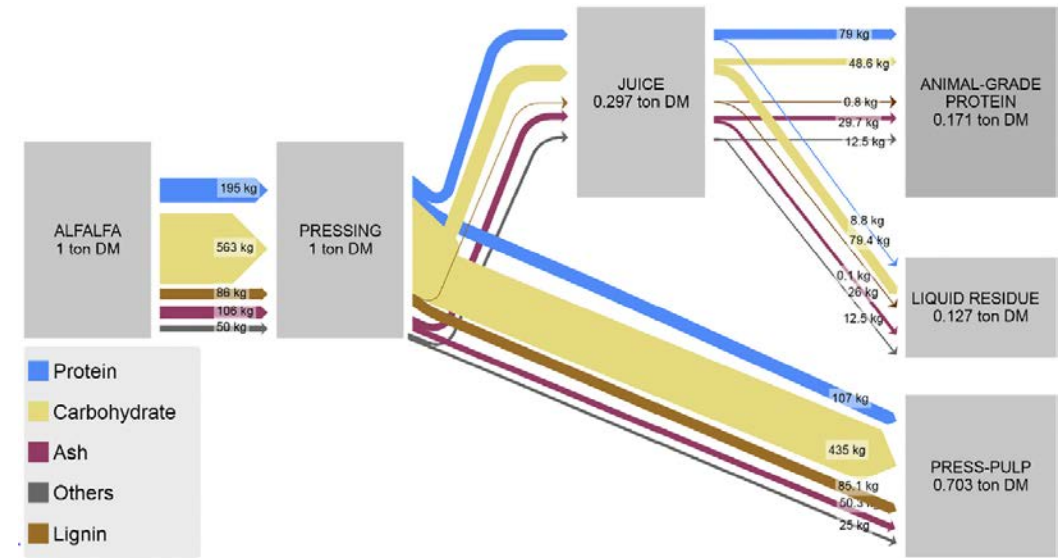 ALFALFA
1 ton DM
195 kg
563 kg
86 kg
106 kg
50 kg
PRESSING
1 ton DM
JUICE
0.297 ton DM
79 kg
48.6 kg
0.8 kg
29.7 kg
12.5 kg
ANIMAL-GRADE
PROTEIN
0.171 ton DM
8.8 kg
79.4 kg
0.1 kg
26 kg
12.5 kg
LIQUID RESIDUE
0.127 ton DM
107 kg
435 kg
85.1 kg
50.3 kg
25 kg
PRESS-PULP
0.703 ton DM
Protein
Carbohydrate
Ash
Others
Lignin